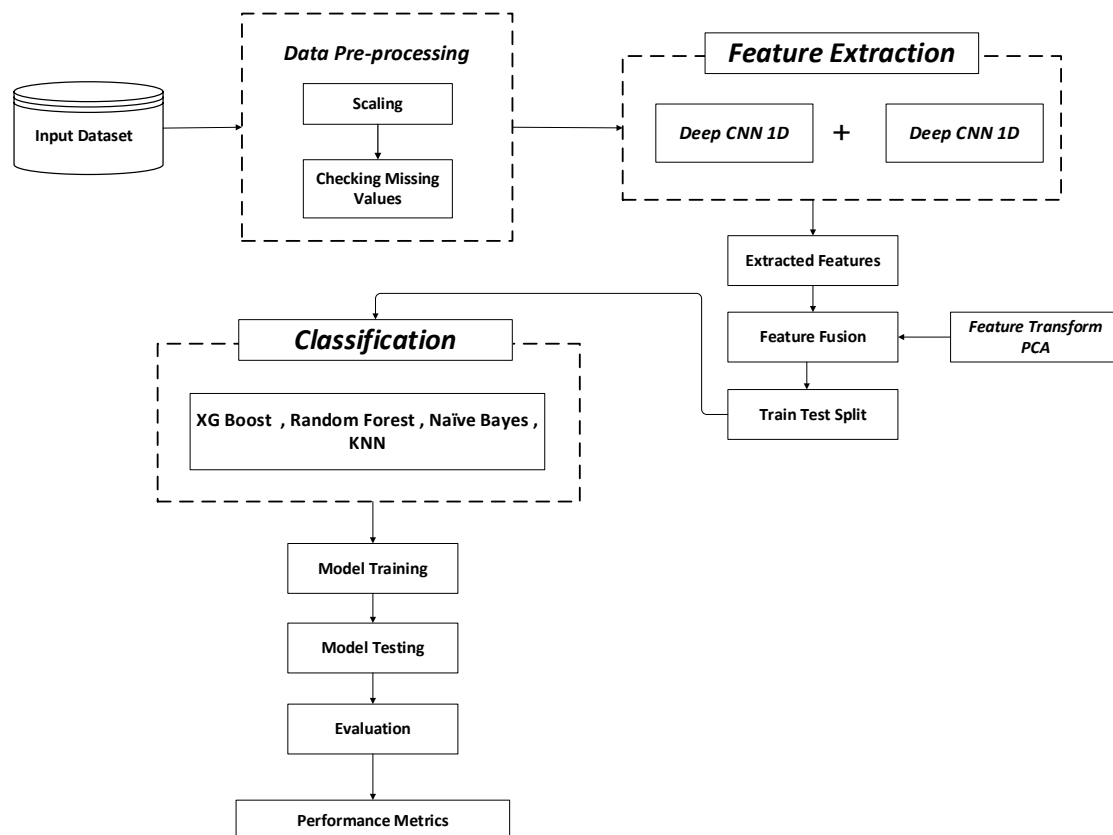 Input Dataset
Data Pre-processing
Scaling
Checking Missing
Values
Feature Extraction
Deep CNN 1D
+
Deep CNN 1D
Extracted Features
Feature Fusion
Feature Transform
PCA
Train Test Split
Classification
XG Boost , Random Forest , Naïve Bayes ,
KNN
Model Training
Model Testing
Evaluation
Performance Metrics